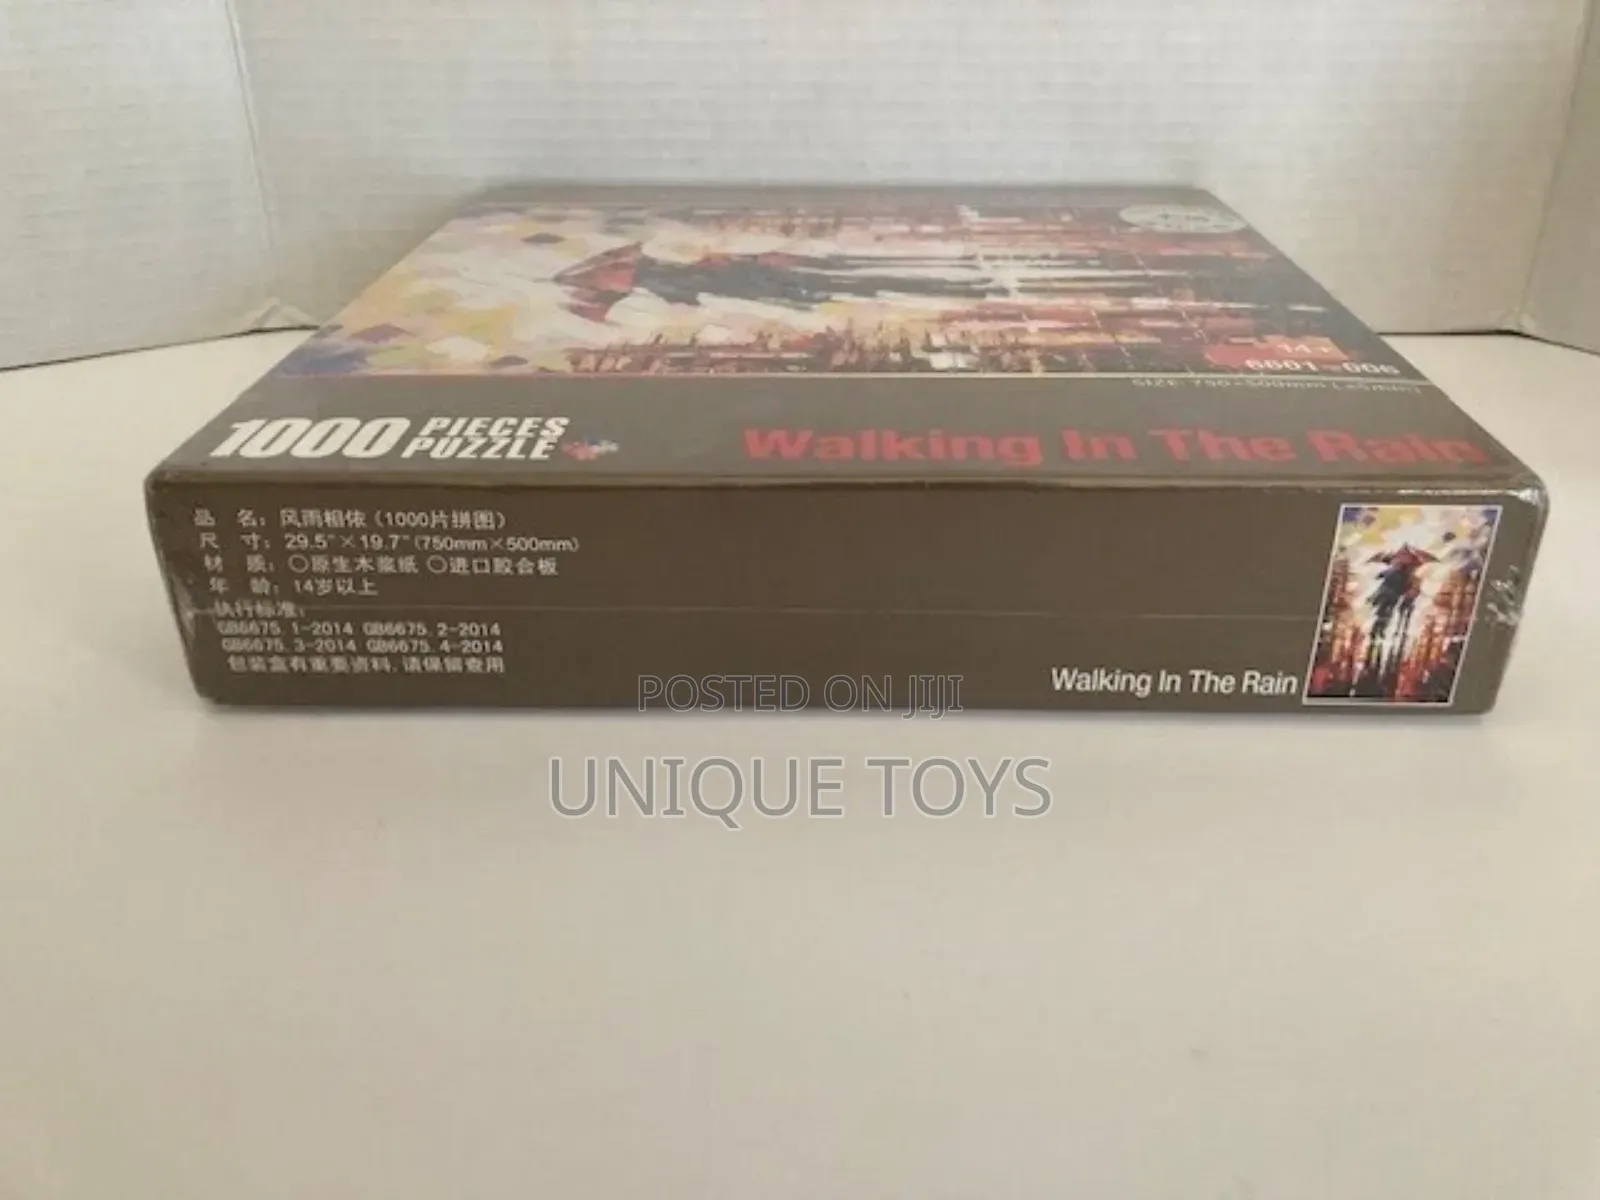 14+
6601-006
SIZE 750×500mm
1000 PIECES PUZZLE
Walking In The Rain
品 名：风雨相依（1000片拼图）
尺 寸：29.5"×19.7"(750mm×500mm)
材 质：○原生木浆纸 ○进口胶合板
年 龄：14岁以上
执行标准：
GB6675.1-2014 GB6675.2-2014
GB6675.3-2014 GB6675.4-2014
包装盒有重要资料，请保留查用
Walking In The Rain
POSTED ON JIJI
UNIQUE TOYS